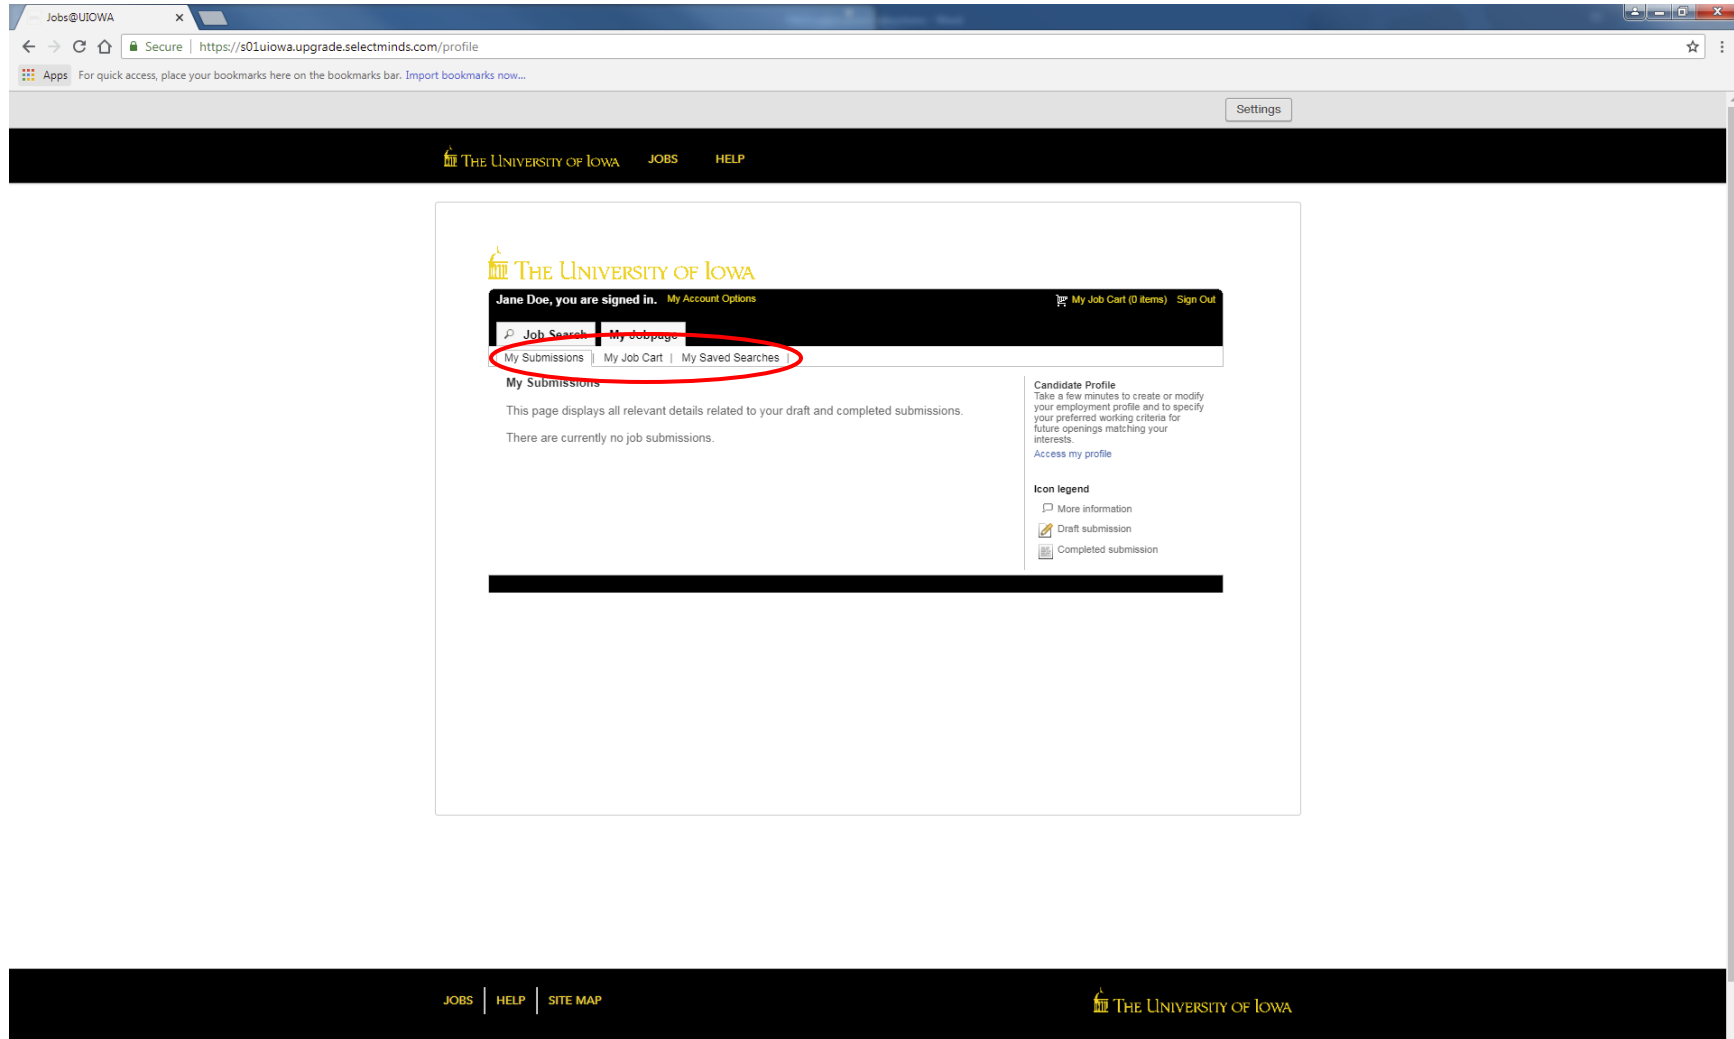 Jobs@UIOWA
Secure | https://s01uiowa.upgrade.selectminds.com/profile
Apps For quick access, place your bookmarks here on the bookmarks bar. Import bookmarks now...
Settings
THE UNIVERSITY OF IOWA JOBS HELP
THE UNIVERSITY OF IOWA
Jane Doe, you are signed in. My Account Options My Job Cart (0 items) Sign Out
Job Search My Jobpage
My Submissions | My Job Cart | My Saved Searches |
My Submissions
This page displays all relevant details related to your draft and completed submissions.
There are currently no job submissions.
Candidate Profile
Take a few minutes to create or modify
your employment profile and to specify
your preferred working criteria for
future openings matching your
interests.
Access my profile
Icon legend
More information
Draft submission
Completed submission
JOBS | HELP | SITE MAP
THE UNIVERSITY OF IOWA